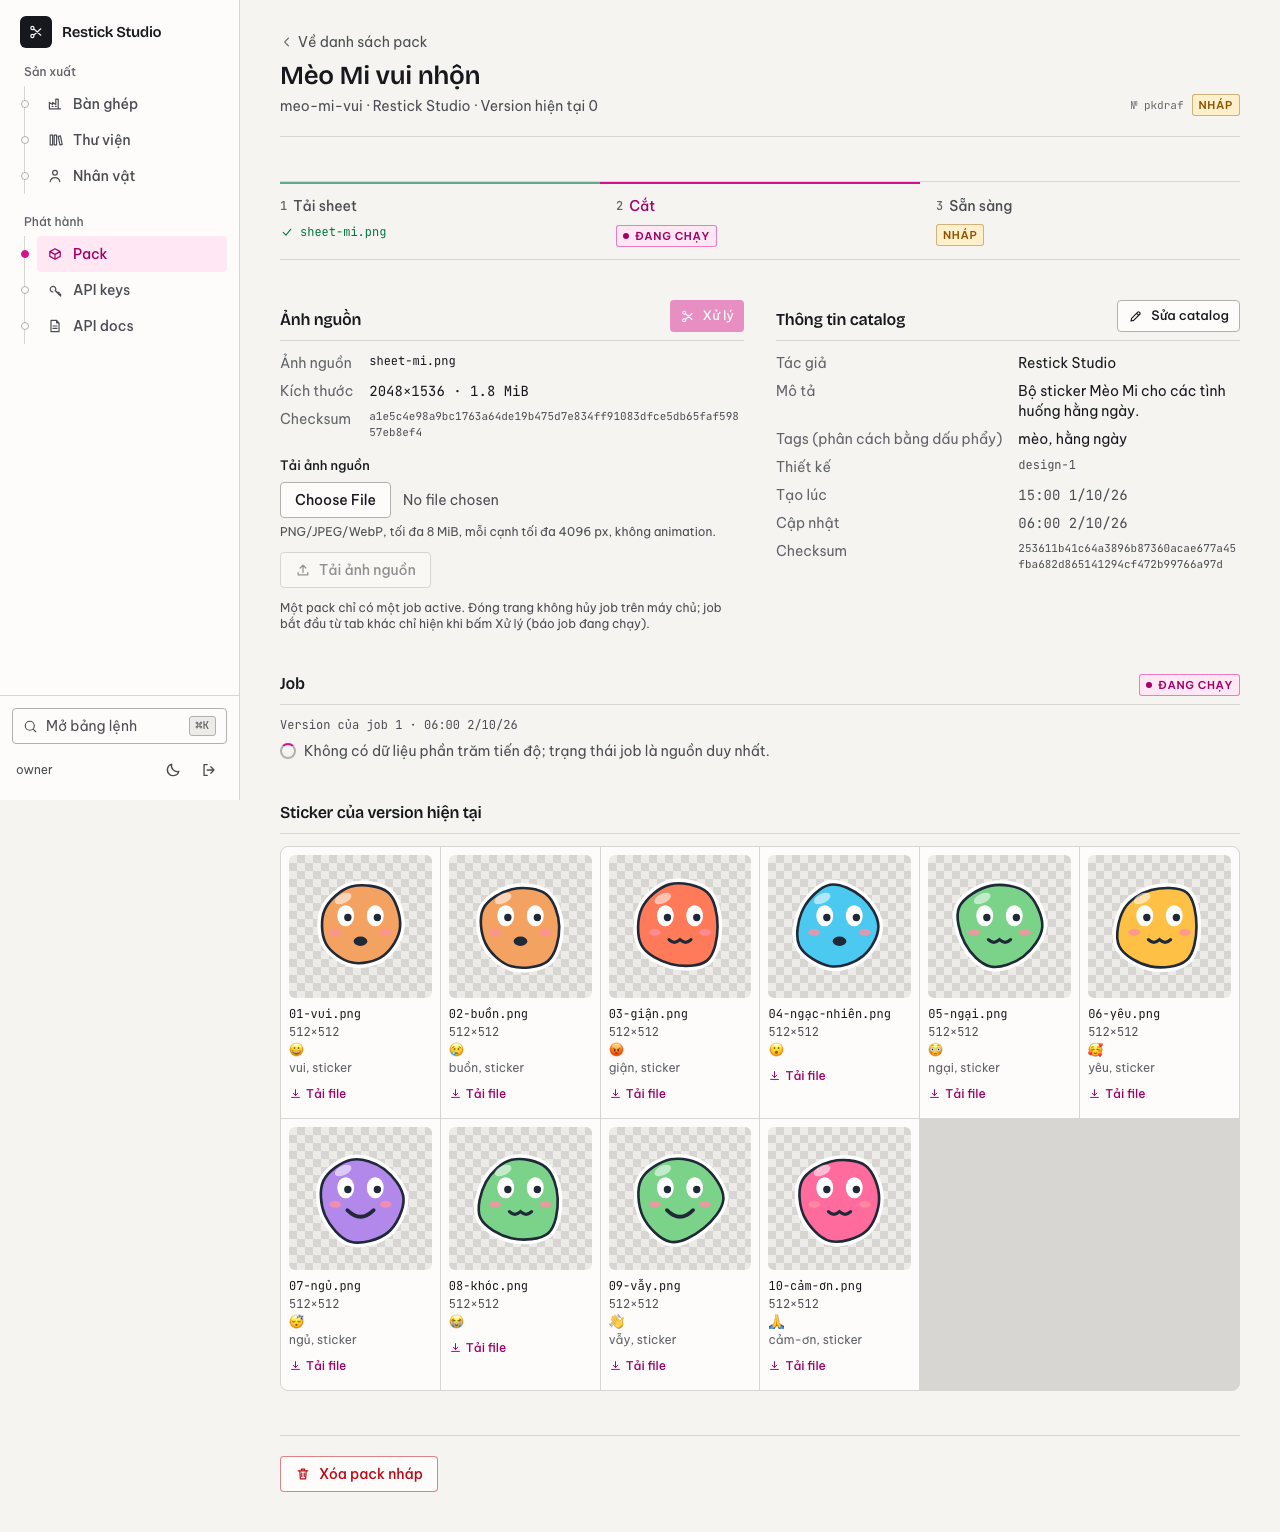 Restick Studio
Sản xuất
Bàn ghép
Thư viện
Nhân vật
Phát hành
Pack
API keys
API docs
Mở bảng lệnh
⌘K
owner
Về danh sách pack
Mèo Mi vui nhộn
meo-mi-vui · Restick Studio · Version hiện tại 0
№ pkdraf
NHÁP
1 Tải sheet
sheet-mi.png
2 Cắt
ĐANG CHẠY
3 Sẵn sàng
NHÁP
Ảnh nguồn
Xử lý
Ảnh nguồn sheet-mi.png
Kích thước 2048×1536 · 1.8 MiB
Checksum a1e5c4e98a9bc1763a64de19b475d7e834ff91083dfce5db65faf598
57eb8ef4
Tải ảnh nguồn
Choose File No file chosen
PNG/JPEG/WebP, tối đa 8 MiB, mỗi cạnh tối đa 4096 px, không animation.
Tải ảnh nguồn
Một pack chỉ có một job active. Đóng trang không hủy job trên máy chủ; job
bắt đầu từ tab khác chỉ hiện khi bấm Xử lý (báo job đang chạy).
Thông tin catalog
Sửa catalog
Tác giả Restick Studio
Mô tả Bộ sticker Mèo Mi cho các tình
huống hằng ngày.
Tags (phân cách bằng dấu phẩy) mèo, hằng ngày
Thiết kế design-1
Tạo lúc 15:00 1/10/26
Cập nhật 06:00 2/10/26
Checksum 253611b41c64a3896b87360acae677a45
fba682d865141294cf472b99766a97d
Job
ĐANG CHẠY
Version của job 1 · 06:00 2/10/26
Không có dữ liệu phần trăm tiến độ; trạng thái job là nguồn duy nhất.
Sticker của version hiện tại
01-vui.png
512×512
😀
vui, sticker
Tải file
02-buồn.png
512×512
😢
buồn, sticker
Tải file
03-giận.png
512×512
😡
giận, sticker
Tải file
04-ngạc-nhiên.png
512×512
😮
Tải file
05-ngại.png
512×512
😳
ngại, sticker
Tải file
06-yêu.png
512×512
🥰
yêu, sticker
Tải file
07-ngủ.png
512×512
😴
ngủ, sticker
Tải file
08-khóc.png
512×512
😭
Tải file
09-vẫy.png
512×512
👋
vẫy, sticker
Tải file
10-cảm-ơn.png
512×512
🙏
cảm-ơn, sticker
Tải file
Xóa pack nháp